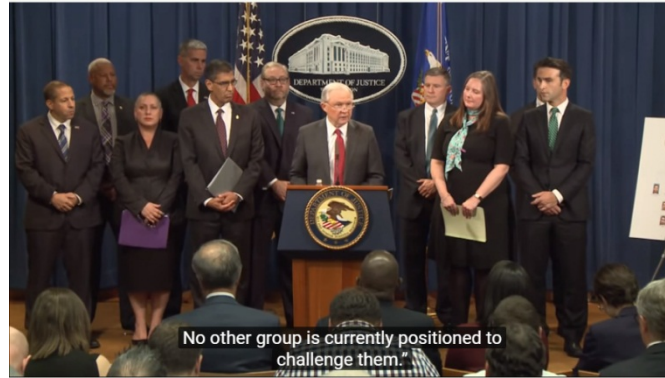 DEPARTMENT OF JUSTICE
No other group is currently positioned to
challenge them.”